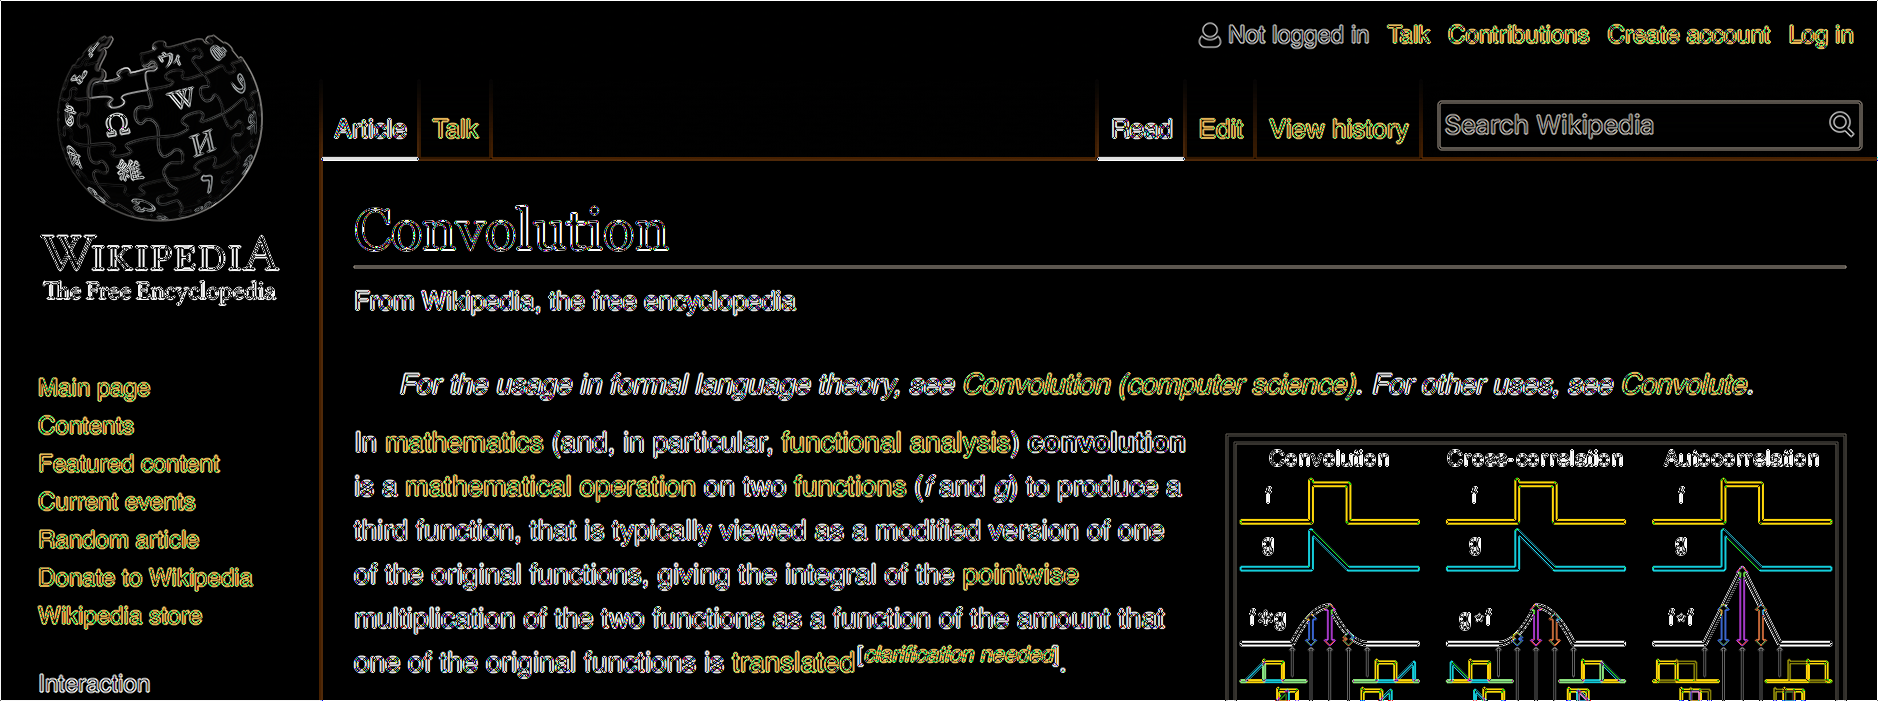 Not logged in Talk Contributions Create account Log in
Article Talk Read Edit View history Search Wikipedia
WIKIPEDIA
The Free Encyclopedia
Main page
Contents
Featured content
Current events
Random article
Donate to Wikipedia
Wikipedia store
Interaction
Convolution
From Wikipedia, the free encyclopedia
For the usage in formal language theory, see Convolution (computer science). For other uses, see Convolute.
In mathematics (and, in particular, functional analysis) convolution
is a mathematical operation on two functions (f and g) to produce a
third function, that is typically viewed as a modified version of one
of the original functions, giving the integral of the pointwise
multiplication of the two functions as a function of the amount that
one of the original functions is translated[clarification needed].
Convolution Cross-correlation Autocorrelation
f f f
g g g
f∗g g⋆f f⋆f